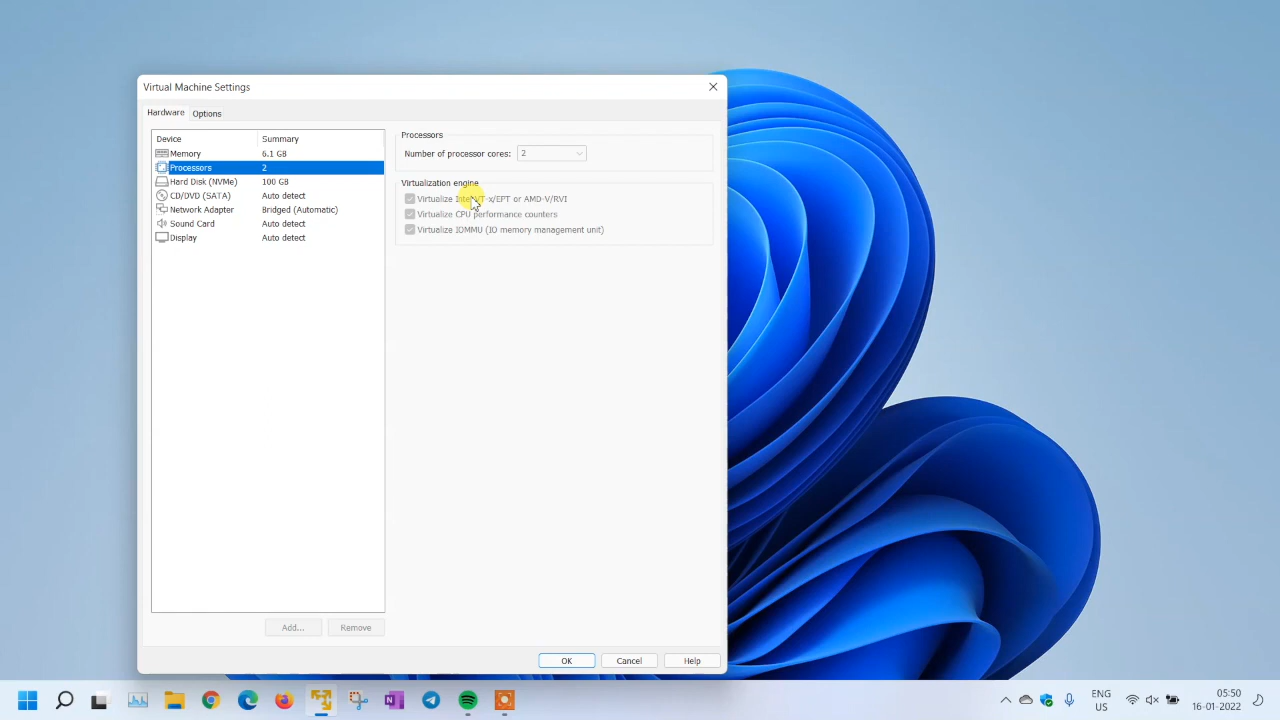 Virtual Machine Settings
Hardware Options
Device Summary
Memory 6.1 GB
Processors 2
Hard Disk (NVMe) 100 GB
CD/DVD (SATA) Auto detect
Network Adapter Bridged (Automatic)
Sound Card Auto detect
Display Auto detect
Add... Remove
Processors
Number of processor cores: 2
Virtualization engine
Virtualize Intel VT-x/EPT or AMD-V/RVI
Virtualize CPU performance counters
Virtualize IOMMU (IO memory management unit)
OK Cancel Help
ENG
US
05:50
16-01-2022